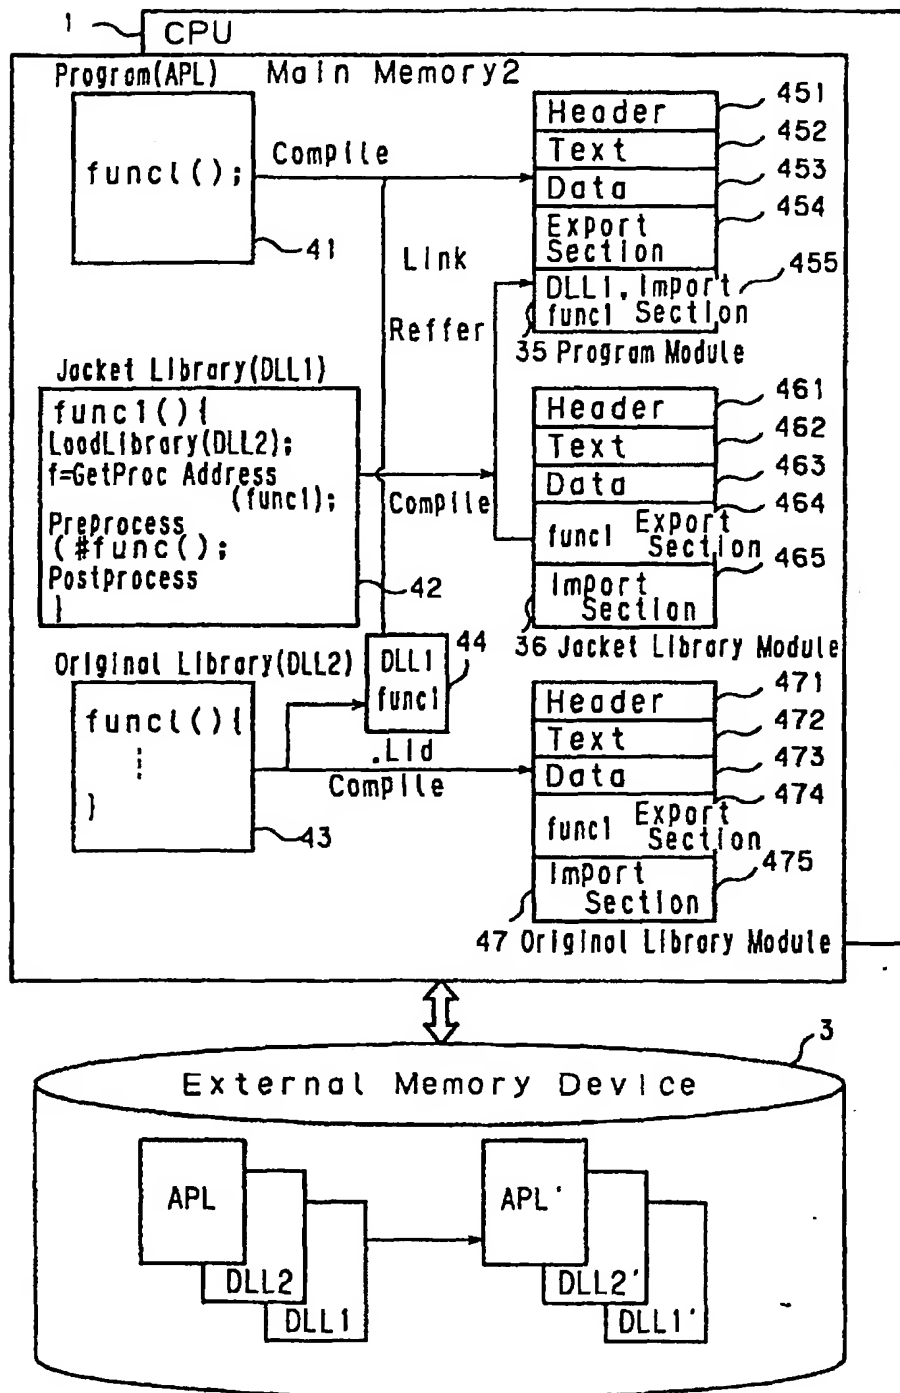 1
CPU
Program(APL)
Main Memory2
func1();
41
Compile
Link
Reffer
Header
Text
Data
Export
Section
DLL1, Import
func1 Section
451
452
453
454
455
35 Program Module
Jacket Library(DLL1)
func1(){
LoadLibrary(DLL2);
f=GetProc Address
(func1);
Preprocess
(#func();
Postprocess
}
42
Compile
Header
Text
Data
func1 Export
Section
Import
Section
461
462
463
464
465
36 Jacket Library Module
Original Library(DLL2)
func1(){
}
43
DLL1
func1
44
.Lid
Compile
Header
Text
Data
func1 Export
Section
Import
Section
471
472
473
474
475
47 Original Library Module
3
External Memory Device
APL
DLL2
DLL1
APL'
DLL2'
DLL1'